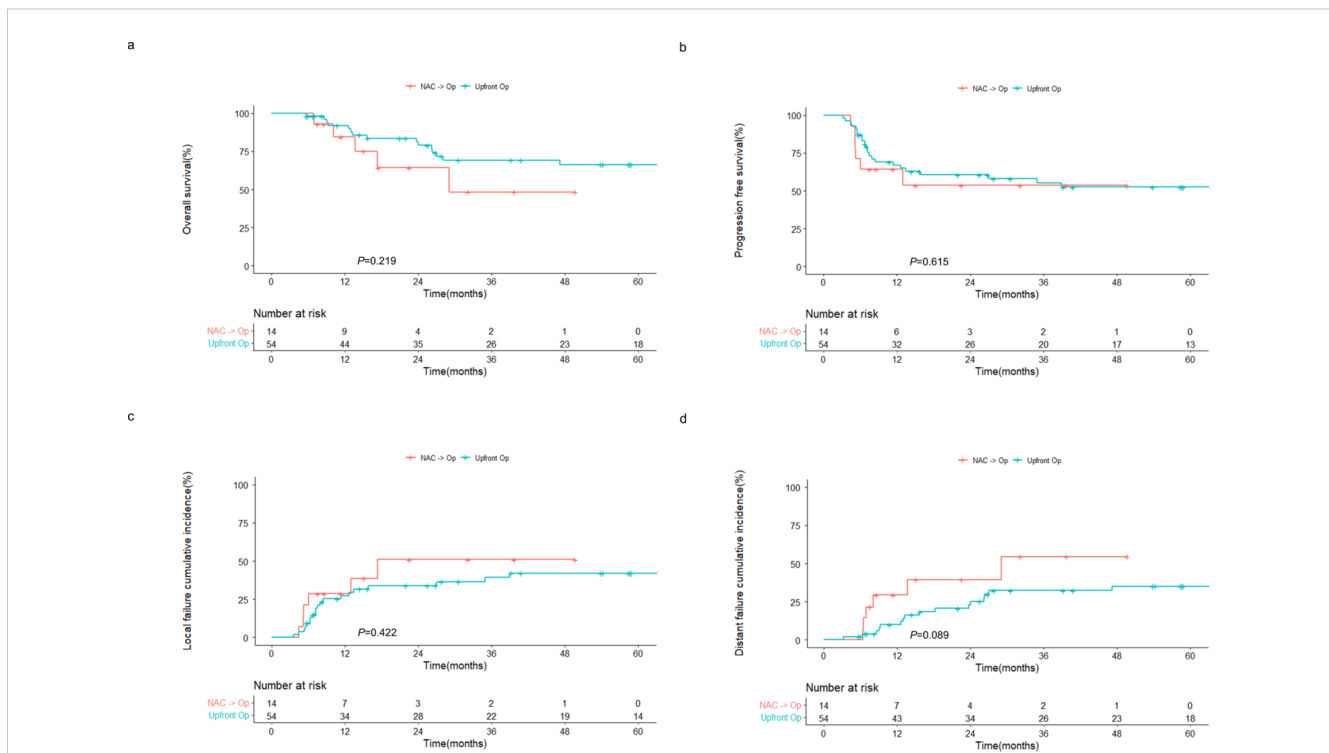 a
NAC -> Op Upfront Op
Overall survival(%)
100
75
50
25
0
P=0.219
0 12 24 36 48 60
Time(months)
Number at risk
NAC -> Op 14 9 4 2 1 0
Upfront Op 54 44 35 26 23 18
0 12 24 36 48 60
Time(months)
b
NAC -> Op Upfront Op
Progression free survival(%)
100
75
50
25
0
P=0.615
0 12 24 36 48 60
Time(months)
Number at risk
NAC -> Op 14 6 3 2 1 0
Upfront Op 54 32 26 20 17 13
0 12 24 36 48 60
Time(months)
c
NAC -> Op Upfront Op
Local failure cumulative incidence(%)
100
75
50
25
0
P=0.422
0 12 24 36 48 60
Time(months)
Number at risk
NAC -> Op 14 7 3 2 1 0
Upfront Op 54 34 28 22 19 14
0 12 24 36 48 60
Time(months)
d
NAC -> Op Upfront Op
Distant failure cumulative incidence(%)
100
75
50
25
0
P=0.089
0 12 24 36 48 60
Time(months)
Number at risk
NAC -> Op 14 7 4 2 1 0
Upfront Op 54 43 34 26 23 18
0 12 24 36 48 60
Time(months)